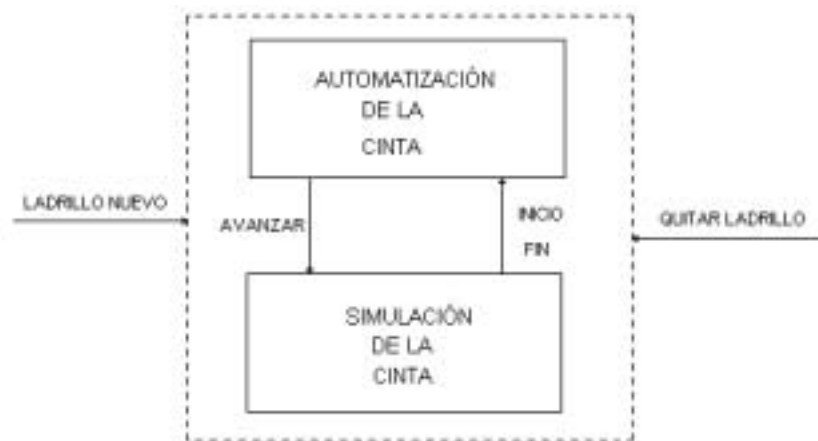 AUTOMATIZACIÓN
DE LA
CINTA
LADRILLO NUEVO
AVANZAR
INICIO
FIN
QUITAR LADRILLO
SIMULACIÓN
DE LA
CINTA